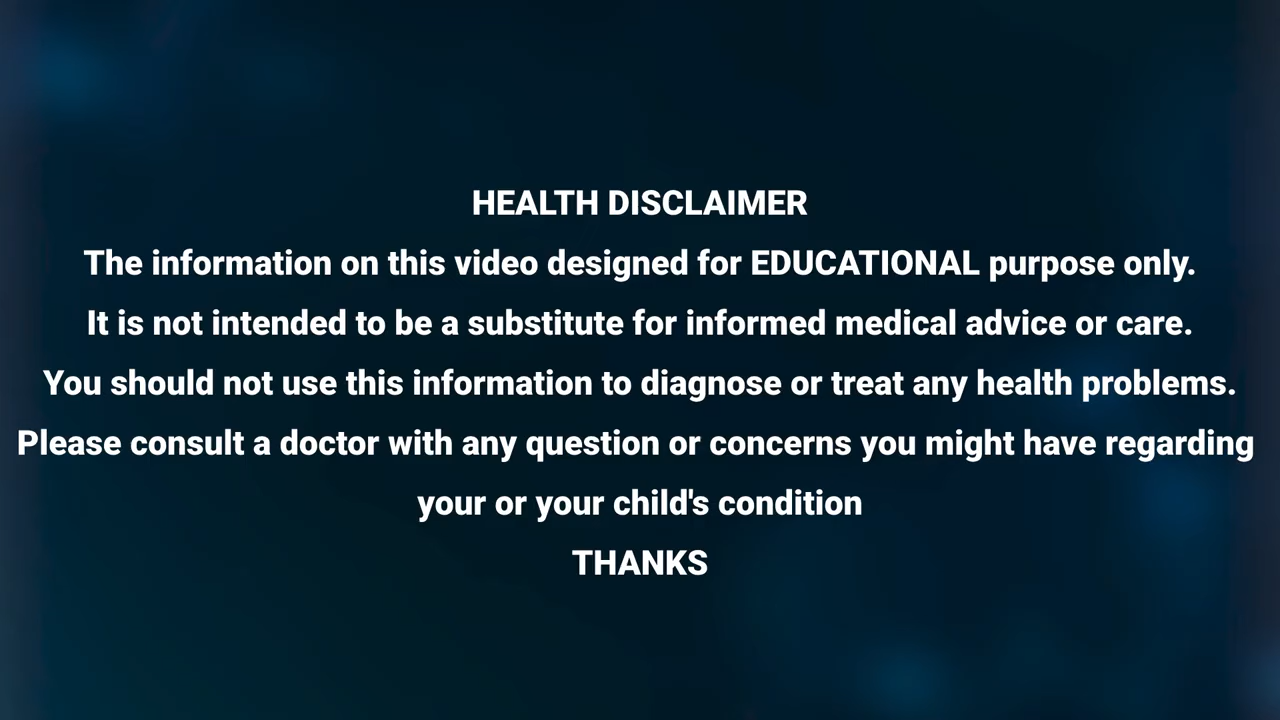 HEALTH DISCLAIMER
The information on this video designed for EDUCATIONAL purpose only.
It is not intended to be a substitute for informed medical advice or care.
You should not use this information to diagnose or treat any health problems.
Please consult a doctor with any question or concerns you might have regarding
your or your child's condition
THANKS